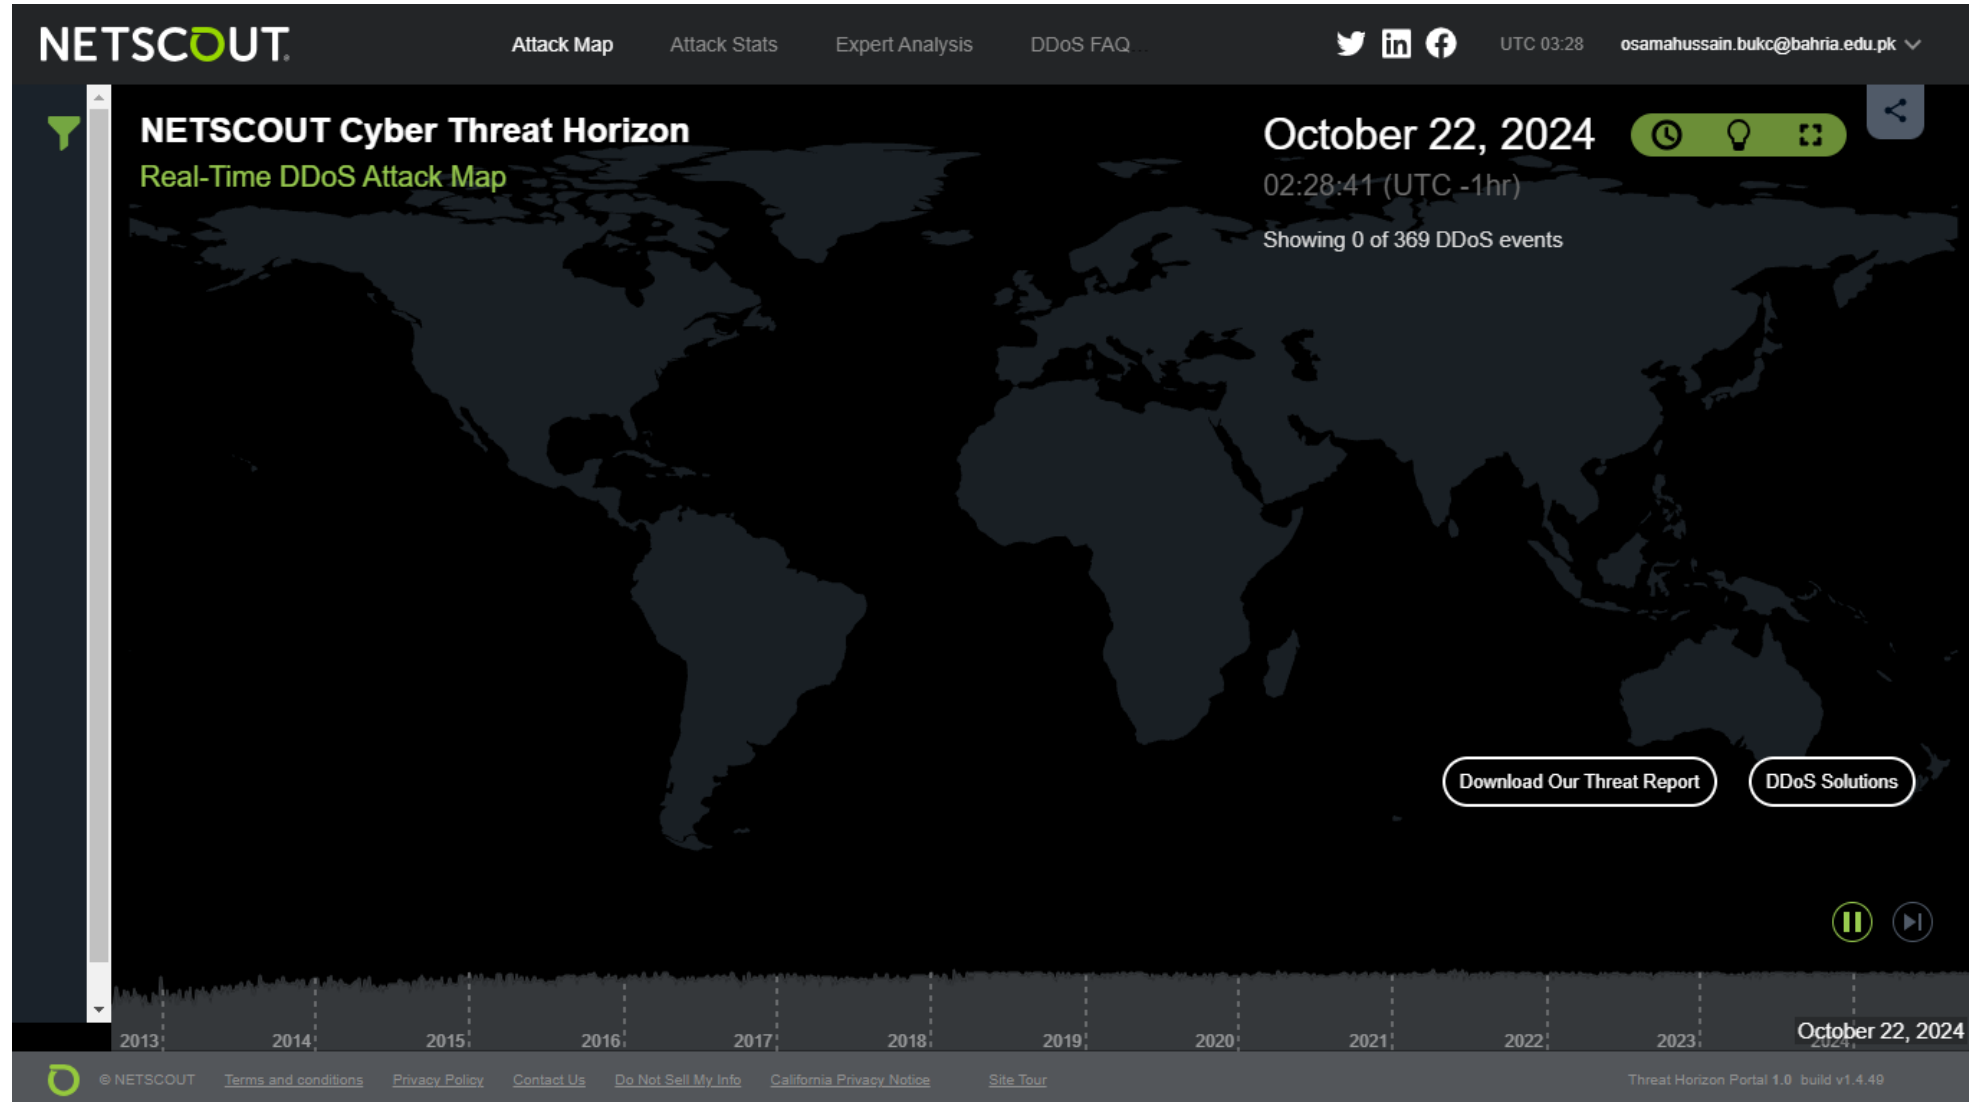 NETSCOUT.
Attack Map
Attack Stats
Expert Analysis
DDoS FAQ...
UTC 03:28
osamahussain.bukc@bahria.edu.pk
NETSCOUT Cyber Threat Horizon
Real-Time DDoS Attack Map
October 22, 2024
02:28:41 (UTC -1hr)
Showing 0 of 369 DDoS events
Download Our Threat Report
DDoS Solutions
2013
2014
2015
2016
2017
2018
2019
2020
2021
2022
2023
2024
October 22, 2024
© NETSCOUT
Terms and conditions
Privacy Policy
Contact Us
Do Not Sell My Info
California Privacy Notice
Site Tour
Threat Horizon Portal 1.0 build v1.4.49